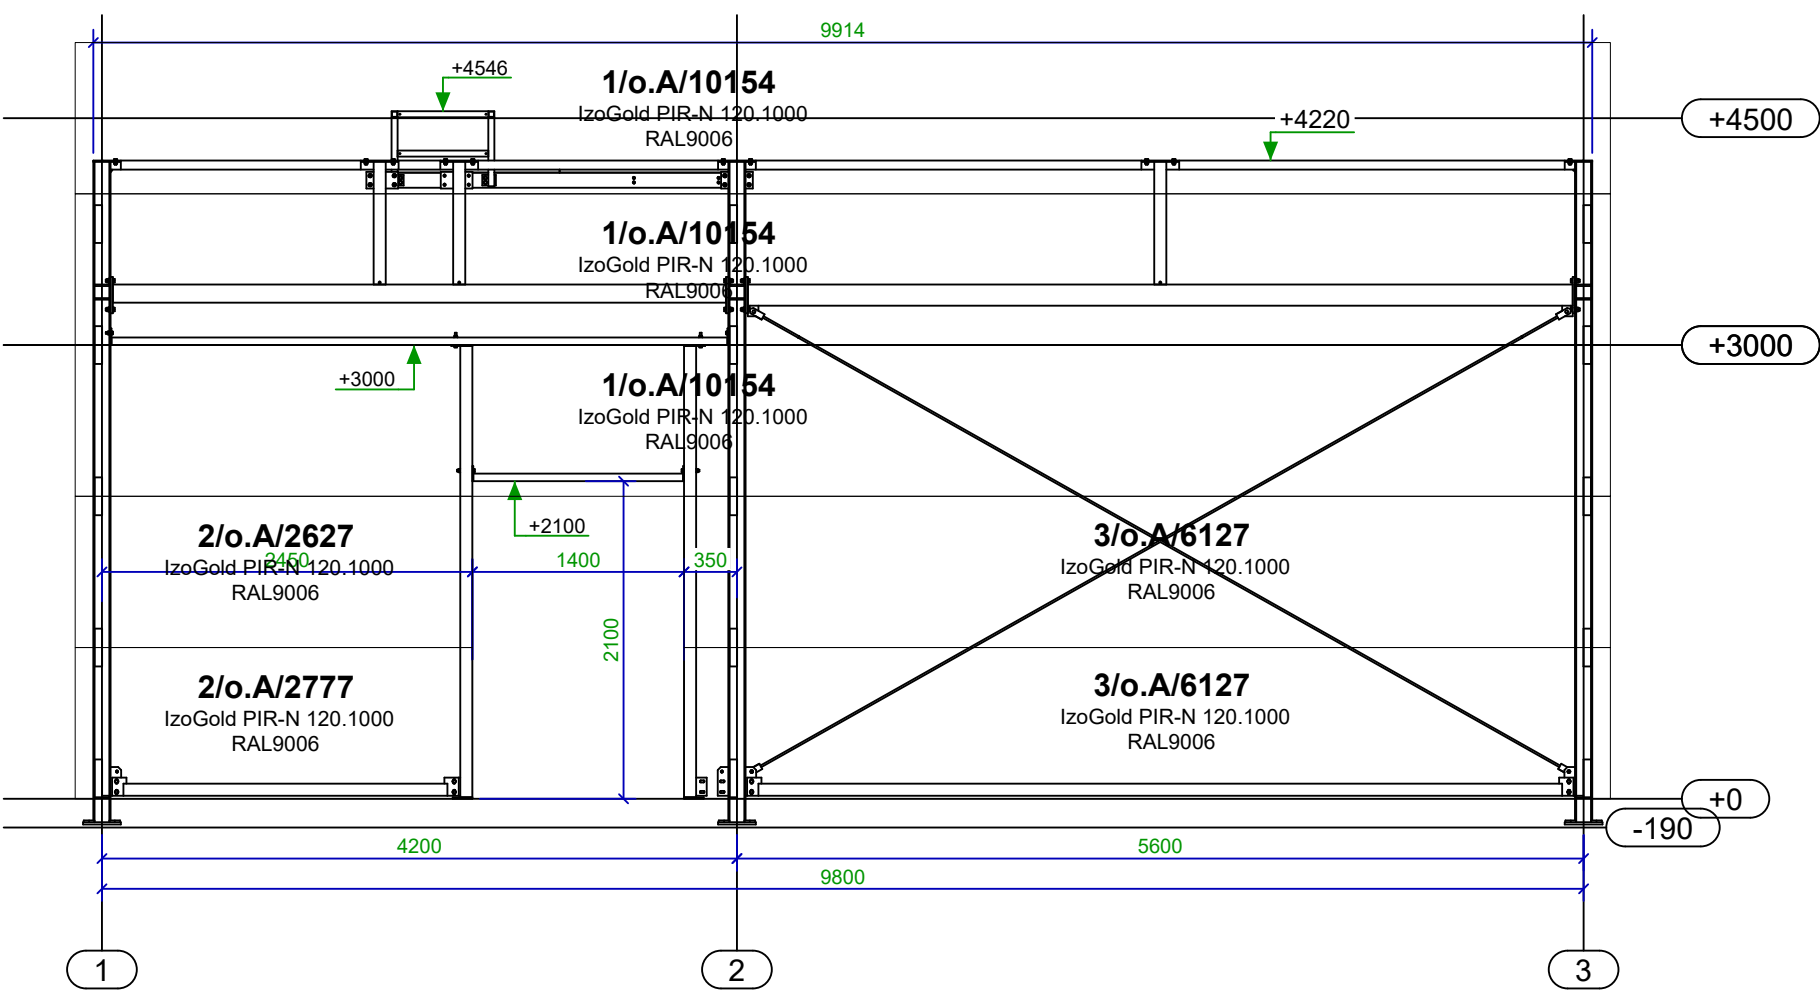 9914
+4546
1/o.A/10154
IzoGold PIR-N 120.1000
RAL9006
+4500
+4220
1/o.A/10154
IzoGold PIR-N 120.1000
RAL9006
+3000
+3000
1/o.A/10154
IzoGold PIR-N 120.1000
RAL9006
+2100
2/o.A/2627
2450
IzoGold PIR-N 120.1000
RAL9006
1400
350
3/o.A/6127
IzoGold PIR-N 120.1000
RAL9006
2100
2/o.A/2777
IzoGold PIR-N 120.1000
RAL9006
3/o.A/6127
IzoGold PIR-N 120.1000
RAL9006
+0
-190
4200
5600
9800
1
2
3